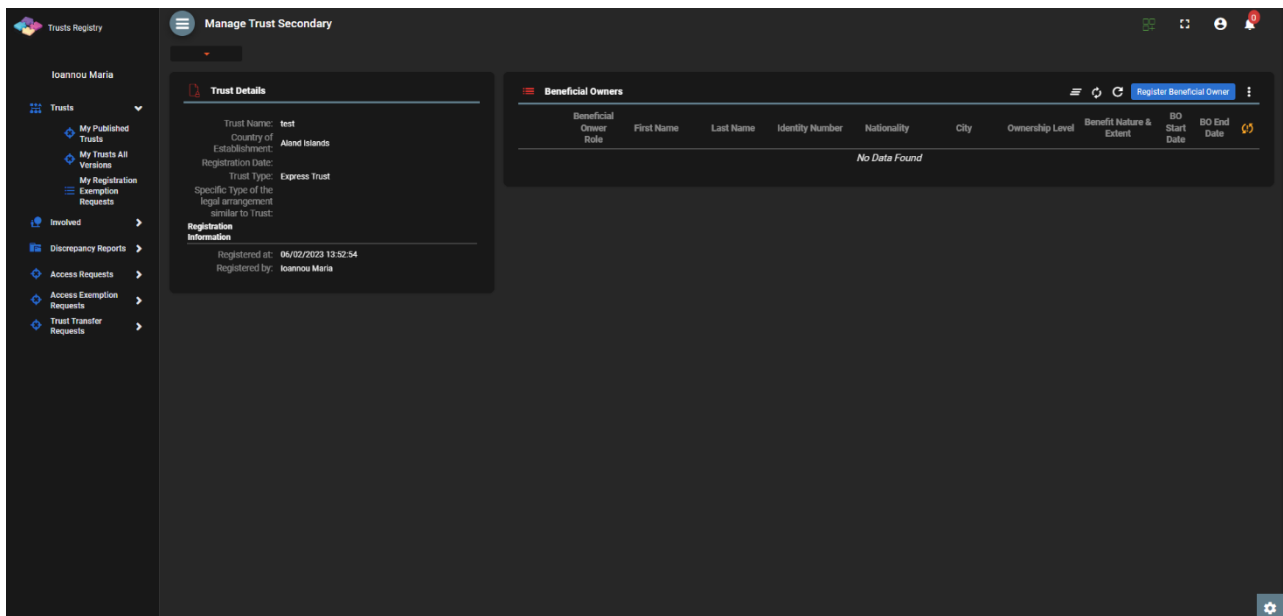 Trusts Registry
Manage Trust Secondary
0
Ioannou Maria
Trusts
My Published
Trusts
My Trusts All
Versions
My Registration
Exemption
Requests
Involved
Discrepancy Reports
Access Requests
Access Exemption
Requests
Trust Transfer
Requests
Trust Details
Trust Name: test
Country of
Establishment: Aland Islands
Registration Date:
Trust Type: Express Trust
Specific Type of the
legal arrangement
similar to Trust:
Registration
Information
Registered at: 06/02/2023 13:52:54
Registered by: Ioannou Maria
Beneficial Owners
Register Beneficial Owner
Beneficial
Onwer
Role
First Name
Last Name
Identity Number
Nationality
City
Ownership Level
Benefit Nature &
Extent
BO
Start
Date
BO End
Date
No Data Found